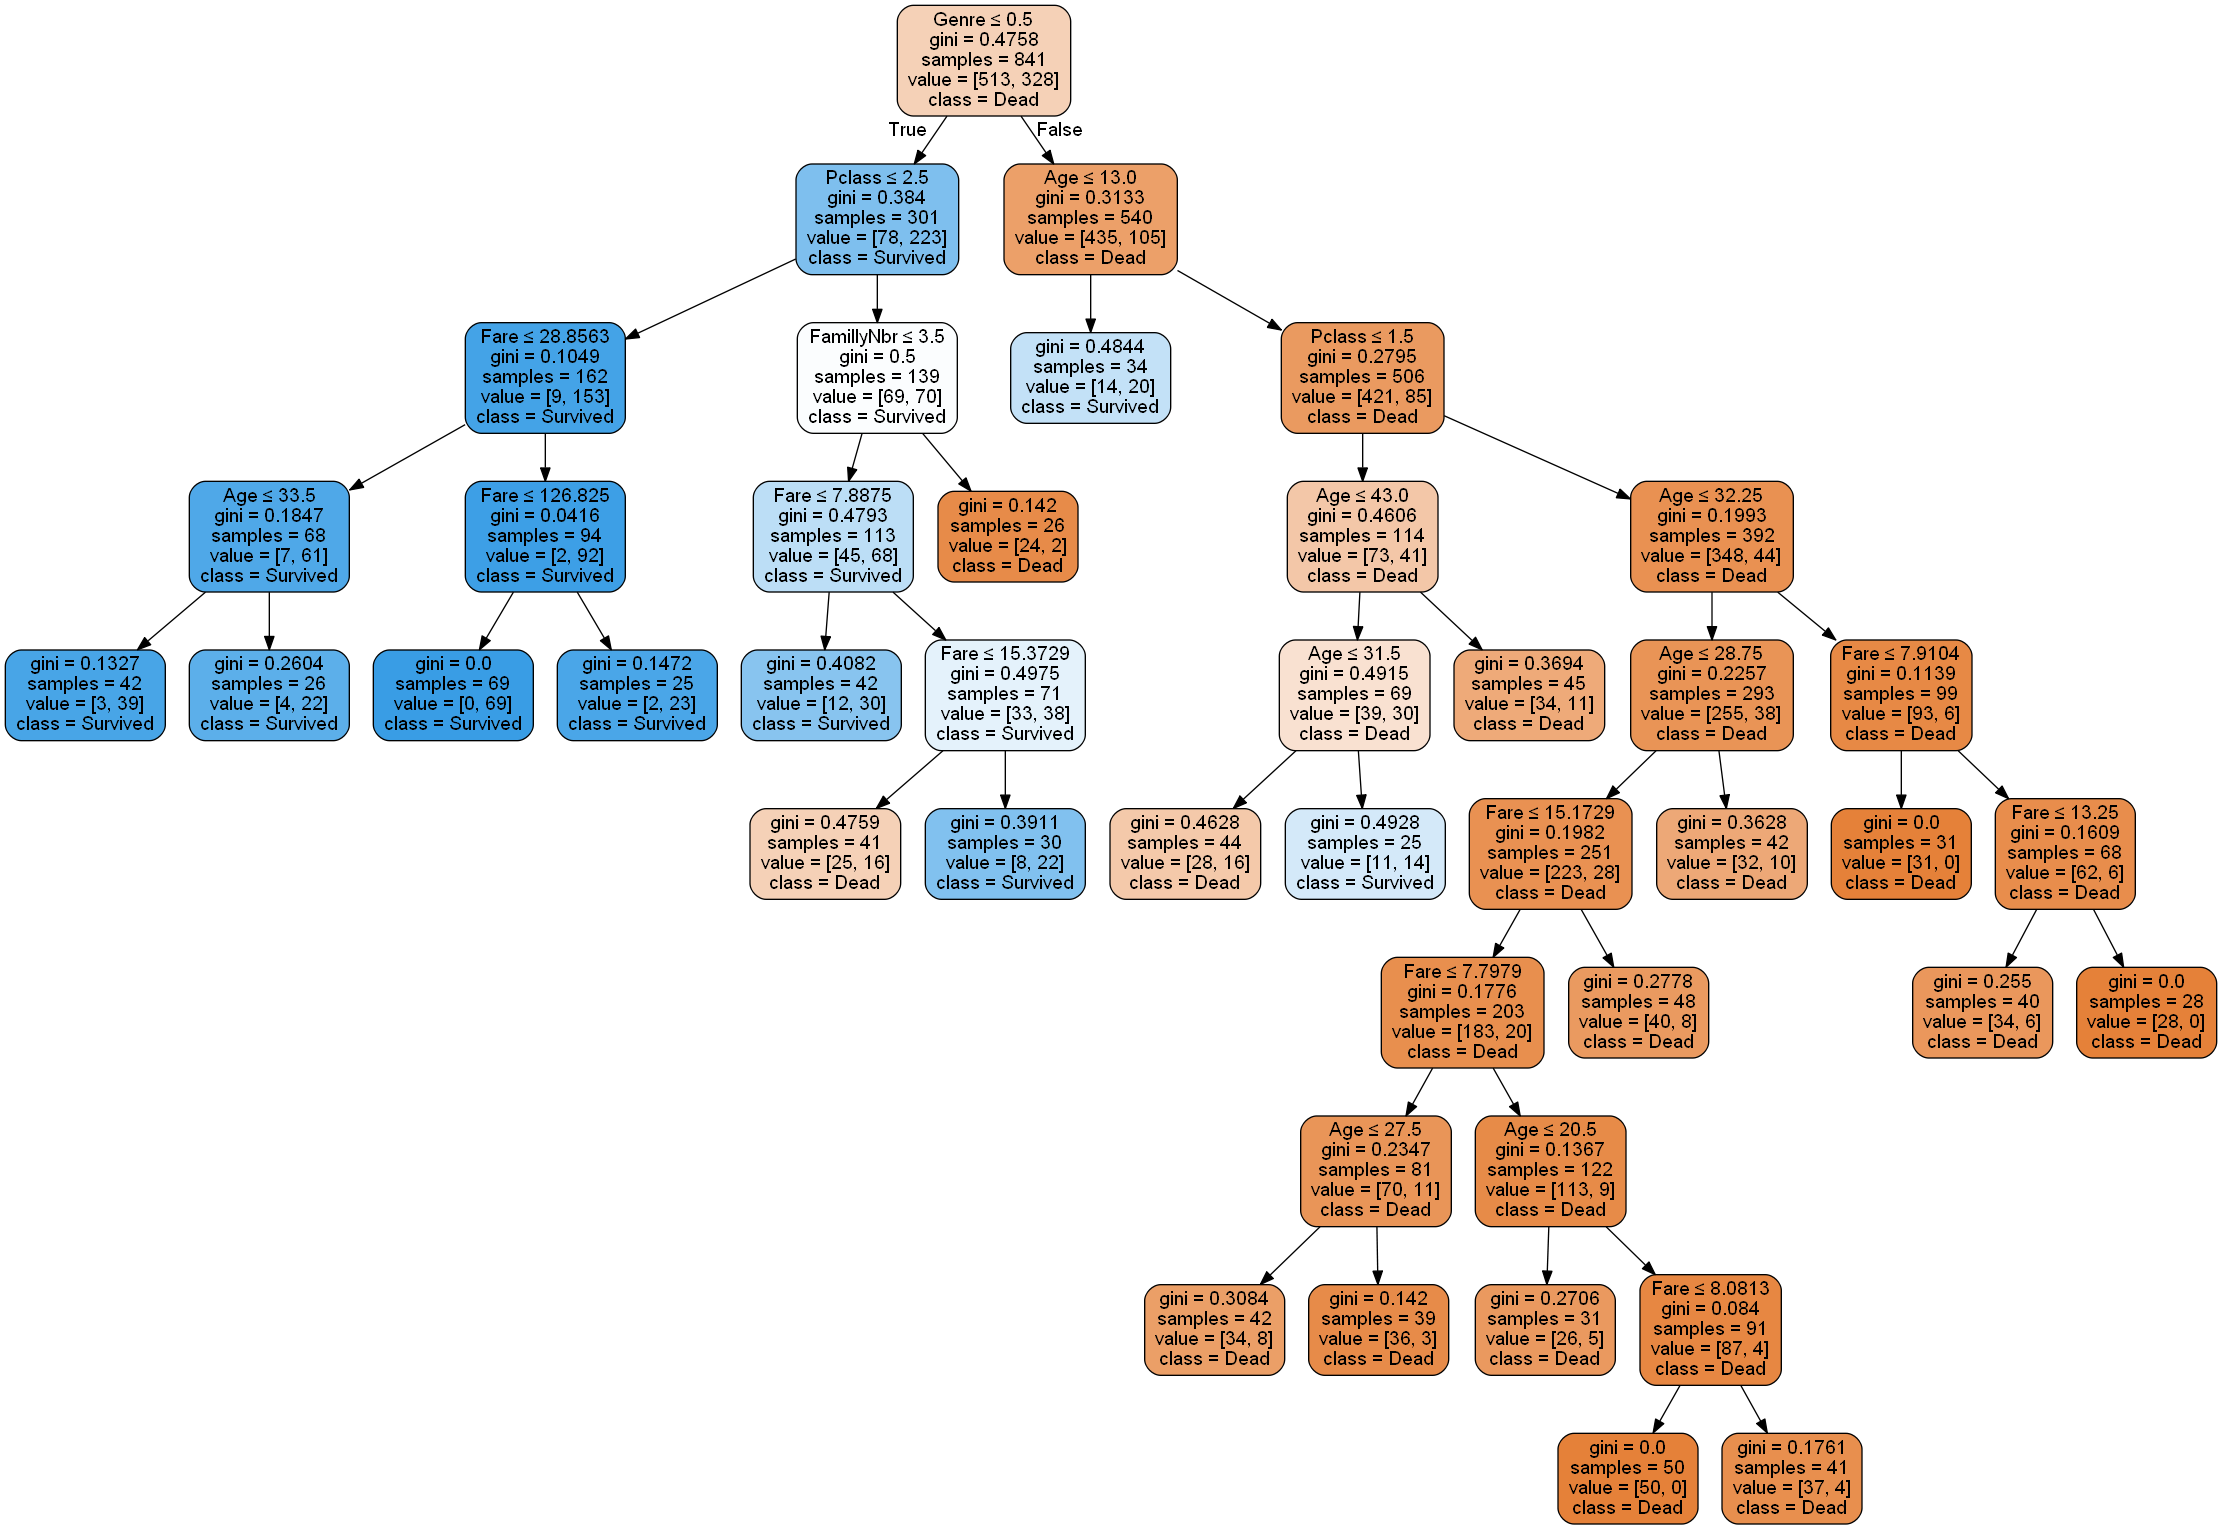 Genre ≤ 0.5
gini = 0.4758
samples = 841
value = [513, 328]
class = Dead
True
False
Pclass ≤ 2.5
gini = 0.384
samples = 301
value = [78, 223]
class = Survived
Age ≤ 13.0
gini = 0.3133
samples = 540
value = [435, 105]
class = Dead
Fare ≤ 28.8563
gini = 0.1049
samples = 162
value = [9, 153]
class = Survived
FamillyNbr ≤ 3.5
gini = 0.5
samples = 139
value = [69, 70]
class = Survived
gini = 0.4844
samples = 34
value = [14, 20]
class = Survived
Pclass ≤ 1.5
gini = 0.2795
samples = 506
value = [421, 85]
class = Dead
Age ≤ 33.5
gini = 0.1847
samples = 68
value = [7, 61]
class = Survived
Fare ≤ 126.825
gini = 0.0416
samples = 94
value = [2, 92]
class = Survived
Fare ≤ 7.8875
gini = 0.4793
samples = 113
value = [45, 68]
class = Survived
gini = 0.142
samples = 26
value = [24, 2]
class = Dead
Age ≤ 43.0
gini = 0.4606
samples = 114
value = [73, 41]
class = Dead
Age ≤ 32.25
gini = 0.1993
samples = 392
value = [348, 44]
class = Dead
gini = 0.1327
samples = 42
value = [3, 39]
class = Survived
gini = 0.2604
samples = 26
value = [4, 22]
class = Survived
gini = 0.0
samples = 69
value = [0, 69]
class = Survived
gini = 0.1472
samples = 25
value = [2, 23]
class = Survived
gini = 0.4082
samples = 42
value = [12, 30]
class = Survived
Fare ≤ 15.3729
gini = 0.4975
samples = 71
value = [33, 38]
class = Survived
Age ≤ 31.5
gini = 0.4915
samples = 69
value = [39, 30]
class = Dead
gini = 0.3694
samples = 45
value = [34, 11]
class = Dead
Age ≤ 28.75
gini = 0.2257
samples = 293
value = [255, 38]
class = Dead
Fare ≤ 7.9104
gini = 0.1139
samples = 99
value = [93, 6]
class = Dead
gini = 0.4759
samples = 41
value = [25, 16]
class = Dead
gini = 0.3911
samples = 30
value = [8, 22]
class = Survived
gini = 0.4628
samples = 44
value = [28, 16]
class = Dead
gini = 0.4928
samples = 25
value = [11, 14]
class = Survived
Fare ≤ 15.1729
gini = 0.1982
samples = 251
value = [223, 28]
class = Dead
gini = 0.3628
samples = 42
value = [32, 10]
class = Dead
gini = 0.0
samples = 31
value = [31, 0]
class = Dead
Fare ≤ 13.25
gini = 0.1609
samples = 68
value = [62, 6]
class = Dead
Fare ≤ 7.7979
gini = 0.1776
samples = 203
value = [183, 20]
class = Dead
gini = 0.2778
samples = 48
value = [40, 8]
class = Dead
gini = 0.255
samples = 40
value = [34, 6]
class = Dead
gini = 0.0
samples = 28
value = [28, 0]
class = Dead
Age ≤ 27.5
gini = 0.2347
samples = 81
value = [70, 11]
class = Dead
Age ≤ 20.5
gini = 0.1367
samples = 122
value = [113, 9]
class = Dead
gini = 0.3084
samples = 42
value = [34, 8]
class = Dead
gini = 0.142
samples = 39
value = [36, 3]
class = Dead
gini = 0.2706
samples = 31
value = [26, 5]
class = Dead
Fare ≤ 8.0813
gini = 0.084
samples = 91
value = [87, 4]
class = Dead
gini = 0.0
samples = 50
value = [50, 0]
class = Dead
gini = 0.1761
samples = 41
value = [37, 4]
class = Dead